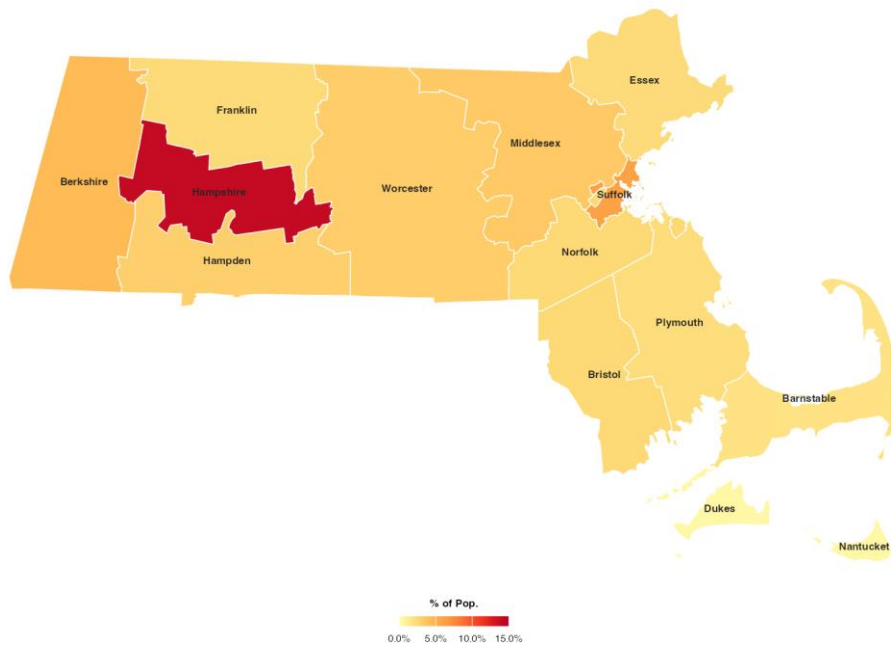 Essex
Franklin
Middlesex
Berkshire
Hampshire
Worcester
Suffolk
Norfolk
Hampden
Plymouth
Bristol
Barnstable
Dukes
Nantucket
% of Pop.
0.0% 5.0% 10.0% 15.0%